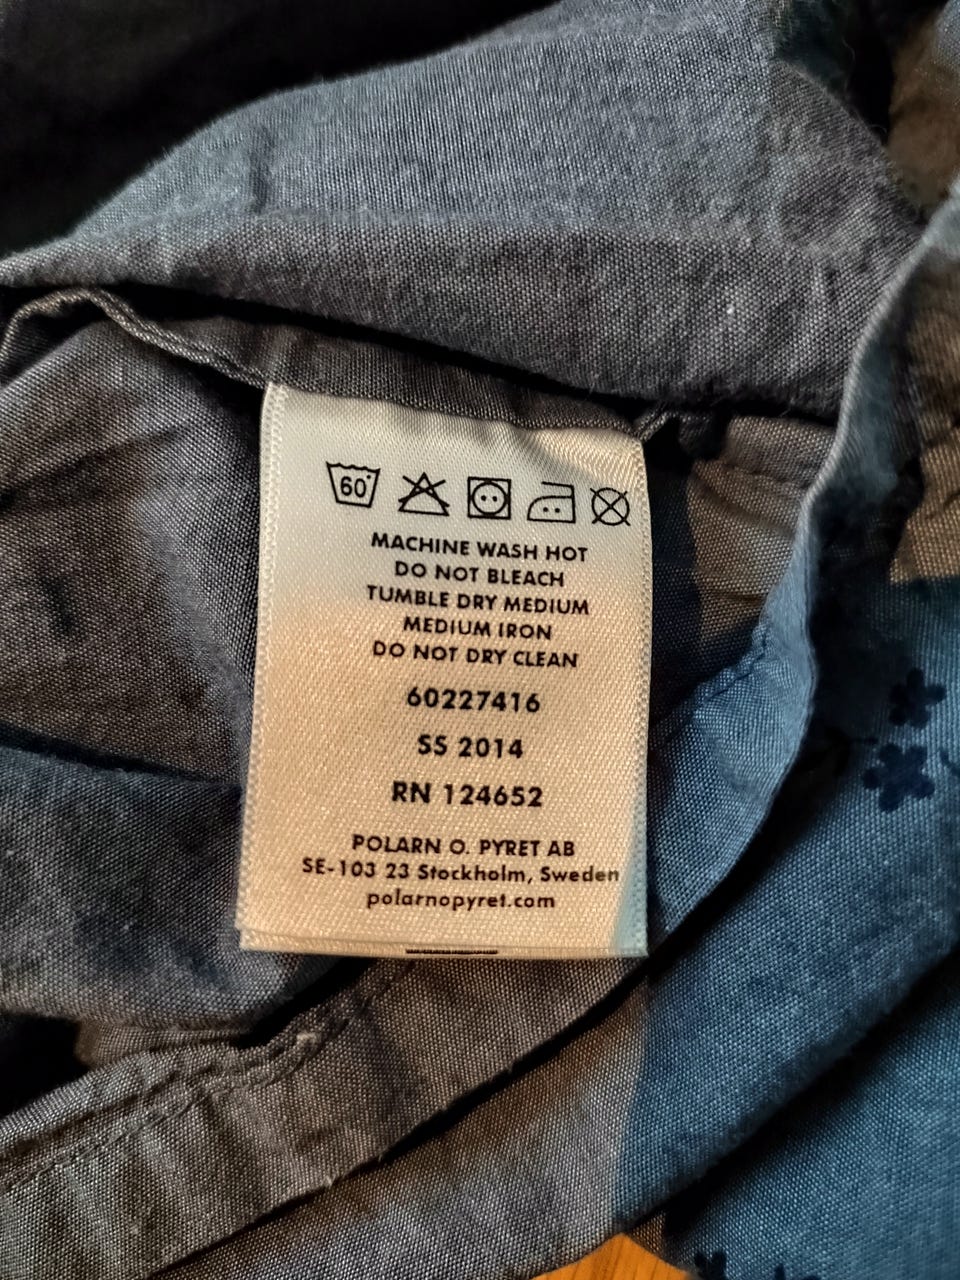 60°
MACHINE WASH HOT
DO NOT BLEACH
TUMBLE DRY MEDIUM
MEDIUM IRON
DO NOT DRY CLEAN
60227416
SS 2014
RN 124652
POLARN O. PYRET AB
SE-103 23 Stockholm, Sweden
polarnopyret.com